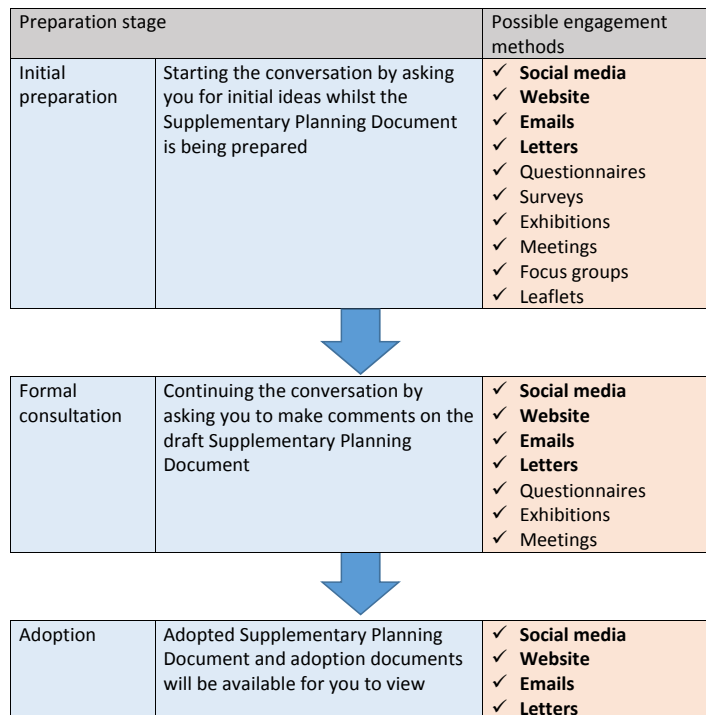 Preparation stage
Possible engagement
methods
Initial
preparation
Starting the conversation by asking
you for initial ideas whilst the
Supplementary Planning Document
is being prepared
✓ Social media
✓ Website
✓ Emails
✓ Letters
✓ Questionnaires
✓ Surveys
✓ Exhibitions
✓ Meetings
✓ Focus groups
✓ Leaflets
Formal
consultation
Continuing the conversation by
asking you to make comments on the
draft Supplementary Planning
Document
✓ Social media
✓ Website
✓ Emails
✓ Letters
✓ Questionnaires
✓ Exhibitions
✓ Meetings
Adoption
Adopted Supplementary Planning
Document and adoption documents
will be available for you to view
✓ Social media
✓ Website
✓ Emails
✓ Letters